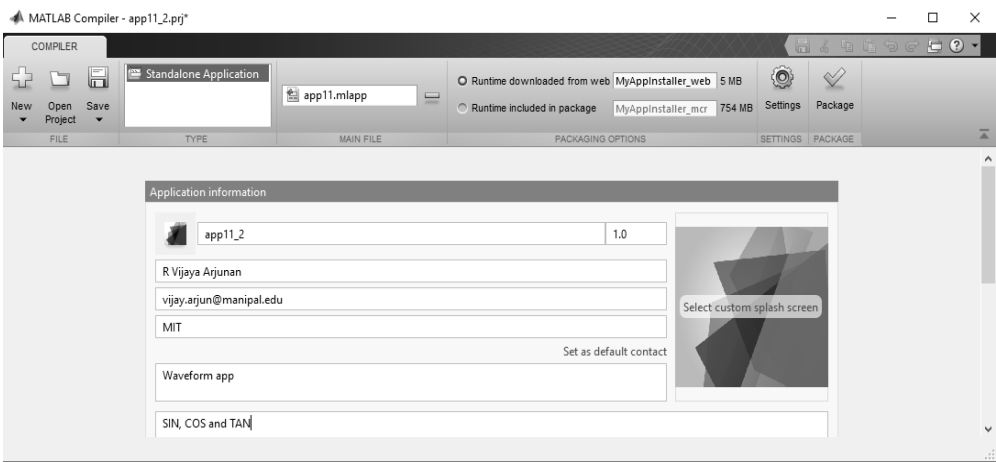 MATLAB Compiler - app11_2.prj*
COMPILER
New
Open Project
Save
FILE
Standalone Application
TYPE
app11.mlapp
MAIN FILE
Runtime downloaded from web MyAppInstaller_web 5 MB
Runtime included in package MyAppInstaller_mcr 754 MB
PACKAGING OPTIONS
Settings
SETTINGS
Package
PACKAGE
Application information
app11_2 1.0
R Vijaya Arjunan
vijay.arjun@manipal.edu
MIT
Select custom splash screen
Set as default contact
Waveform app
SIN, COS and TAN